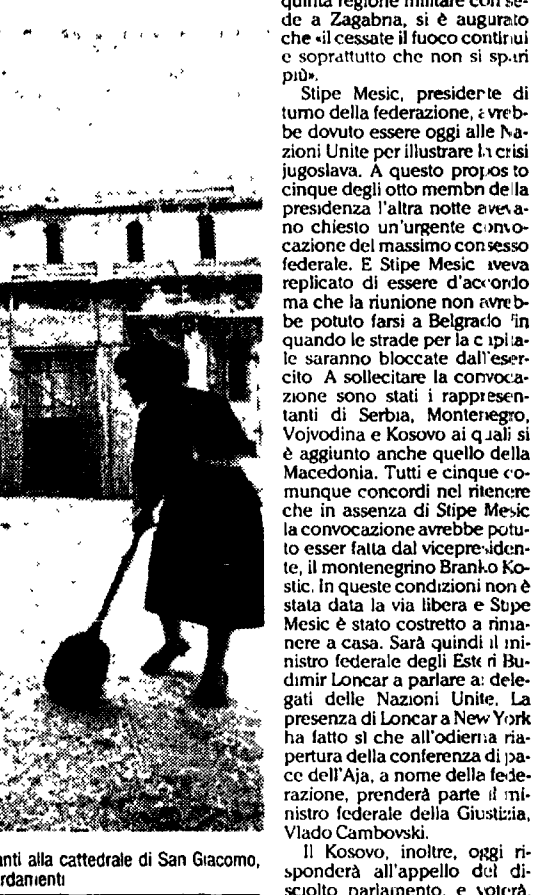 quinta regione militare con se-
de a Zagabna, si è augurato
che «il cessate il fuoco continui
e soprattutto che non si spari
più».
Stipe Mesic, presidente di
turno della federazione, avreb-
be dovuto essere oggi alle Na-
zioni Unite per illustrare la crisi
jugoslava. A questo proposto
cinque degli otto membri della
presidenza l'altra notte aveva-
no chiesto un'urgente convo-
cazione del massimo consesso
federale. E Stipe Mesic aveva
replicato di essere d'accordo
ma che la riunione non avreb-
be potuto farsi a Belgrado "in
quando le strade per la capita-
le saranno bloccate dall'eser-
cito A sollecitare la convoca-
zione sono stati i rappresen-
tanti di Serbia, Montenegro,
Vojvodina e Kosovo ai quali si
è aggiunto anche quello della
Macedonia. Tutti e cinque co-
munque concordi nel ritenere
che in assenza di Stipe Mesic
la convocazione avrebbe potu-
to esser fatta dal vicepresiden-
te, il montenegrino Branko Ko-
stic. In queste condizioni non è
stata data la via libera e Stipe
Mesic è stato costretto a rima-
nere a casa. Sarà quindi il mi-
nistro federale degli Esteri Bu-
dimir Loncar a parlare ai dele-
gati delle Nazioni Unite. La
presenza di Loncar a New York
ha fatto sì che all'odierna ria-
pertura della conferenza di pa-
ce dell'Aja, a nome della fede-
razione, prenderà parte il mi-
nistro federale della Giustizia,
Vlado Cambovski.
Il Kosovo, inoltre, oggi ri-
sponderà all'appello del di-
sciolto parlamento, e voterà,
anti alla cattedrale di San Giacomo,
rdamenti